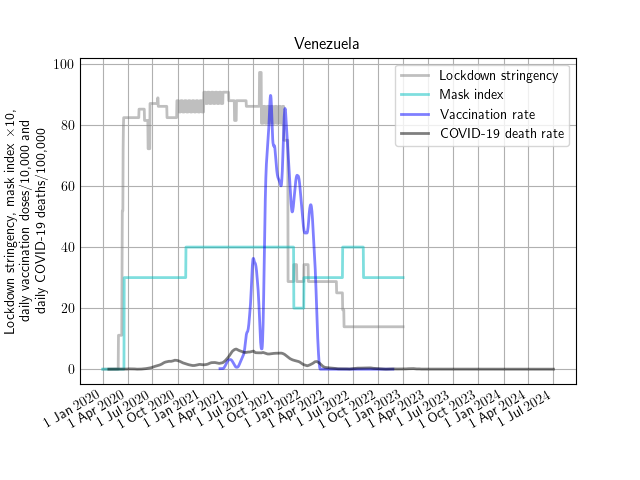 Venezuela
Lockdown stringency, mask index ×10,
daily vaccination doses/10,000 and
daily COVID-19 deaths/100,000
100
80
60
40
20
0
Lockdown stringency
Mask index
Vaccination rate
COVID-19 death rate
1 Jan 2020
1 Apr 2020
1 Jul 2020
1 Oct 2020
1 Jan 2021
1 Apr 2021
1 Jul 2021
1 Oct 2021
1 Jan 2022
1 Apr 2022
1 Jul 2022
1 Oct 2022
1 Jan 2023
1 Apr 2023
1 Jul 2023
1 Oct 2023
1 Jan 2024
1 Apr 2024
1 Jul 2024